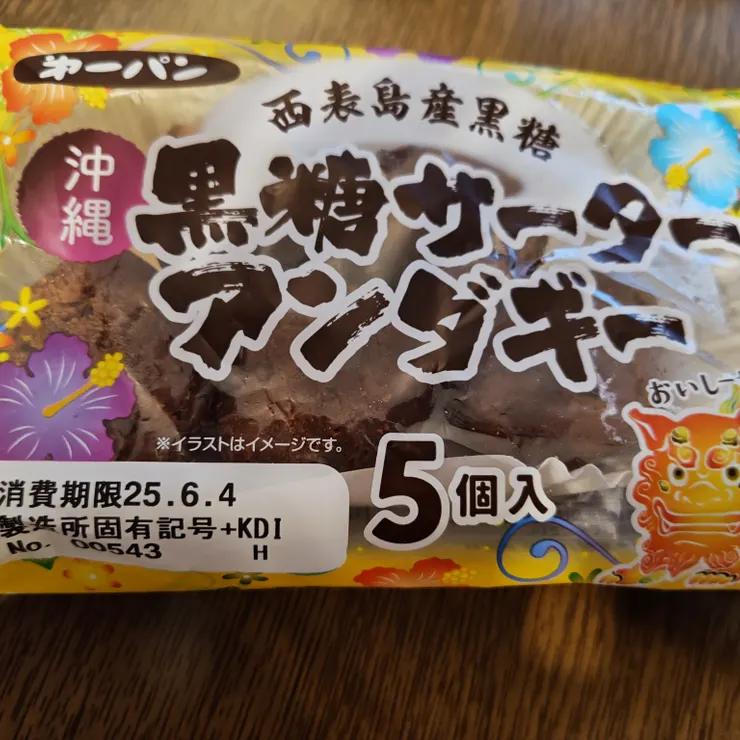 第一パン
西表島産黒糖
沖縄
黒糖サーター
アンダギー
おいしー
※イラストはイメージです。
5個入
消費期限25.6.4
製造所固有記号+KDI
No. 00543 H